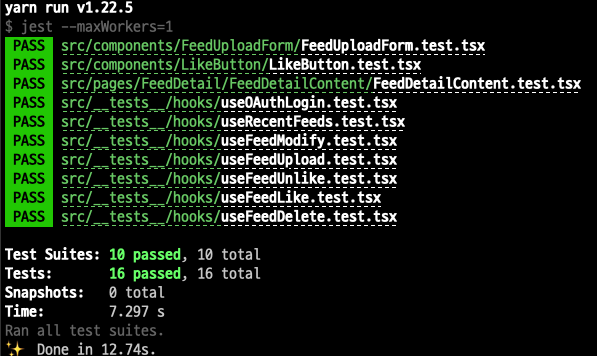 yarn run v1.22.5
$ jest --maxWorkers=1
PASS src/components/FeedUploadForm/FeedUploadForm.test.tsx
PASS src/components/LikeButton/LikeButton.test.tsx
PASS src/pages/FeedDetail/FeedDetailContent/FeedDetailContent.test.tsx
PASS src/__tests__/hooks/useOAuthLogin.test.tsx
PASS src/__tests__/hooks/useRecentFeeds.test.tsx
PASS src/__tests__/hooks/useFeedModify.test.tsx
PASS src/__tests__/hooks/useFeedUpload.test.tsx
PASS src/__tests__/hooks/useFeedUnlike.test.tsx
PASS src/__tests__/hooks/useFeedLike.test.tsx
PASS src/__tests__/hooks/useFeedDelete.test.tsx
Test Suites: 10 passed, 10 total
Tests: 16 passed, 16 total
Snapshots: 0 total
Time: 7.297 s
Ran all test suites.
✨ Done in 12.74s.